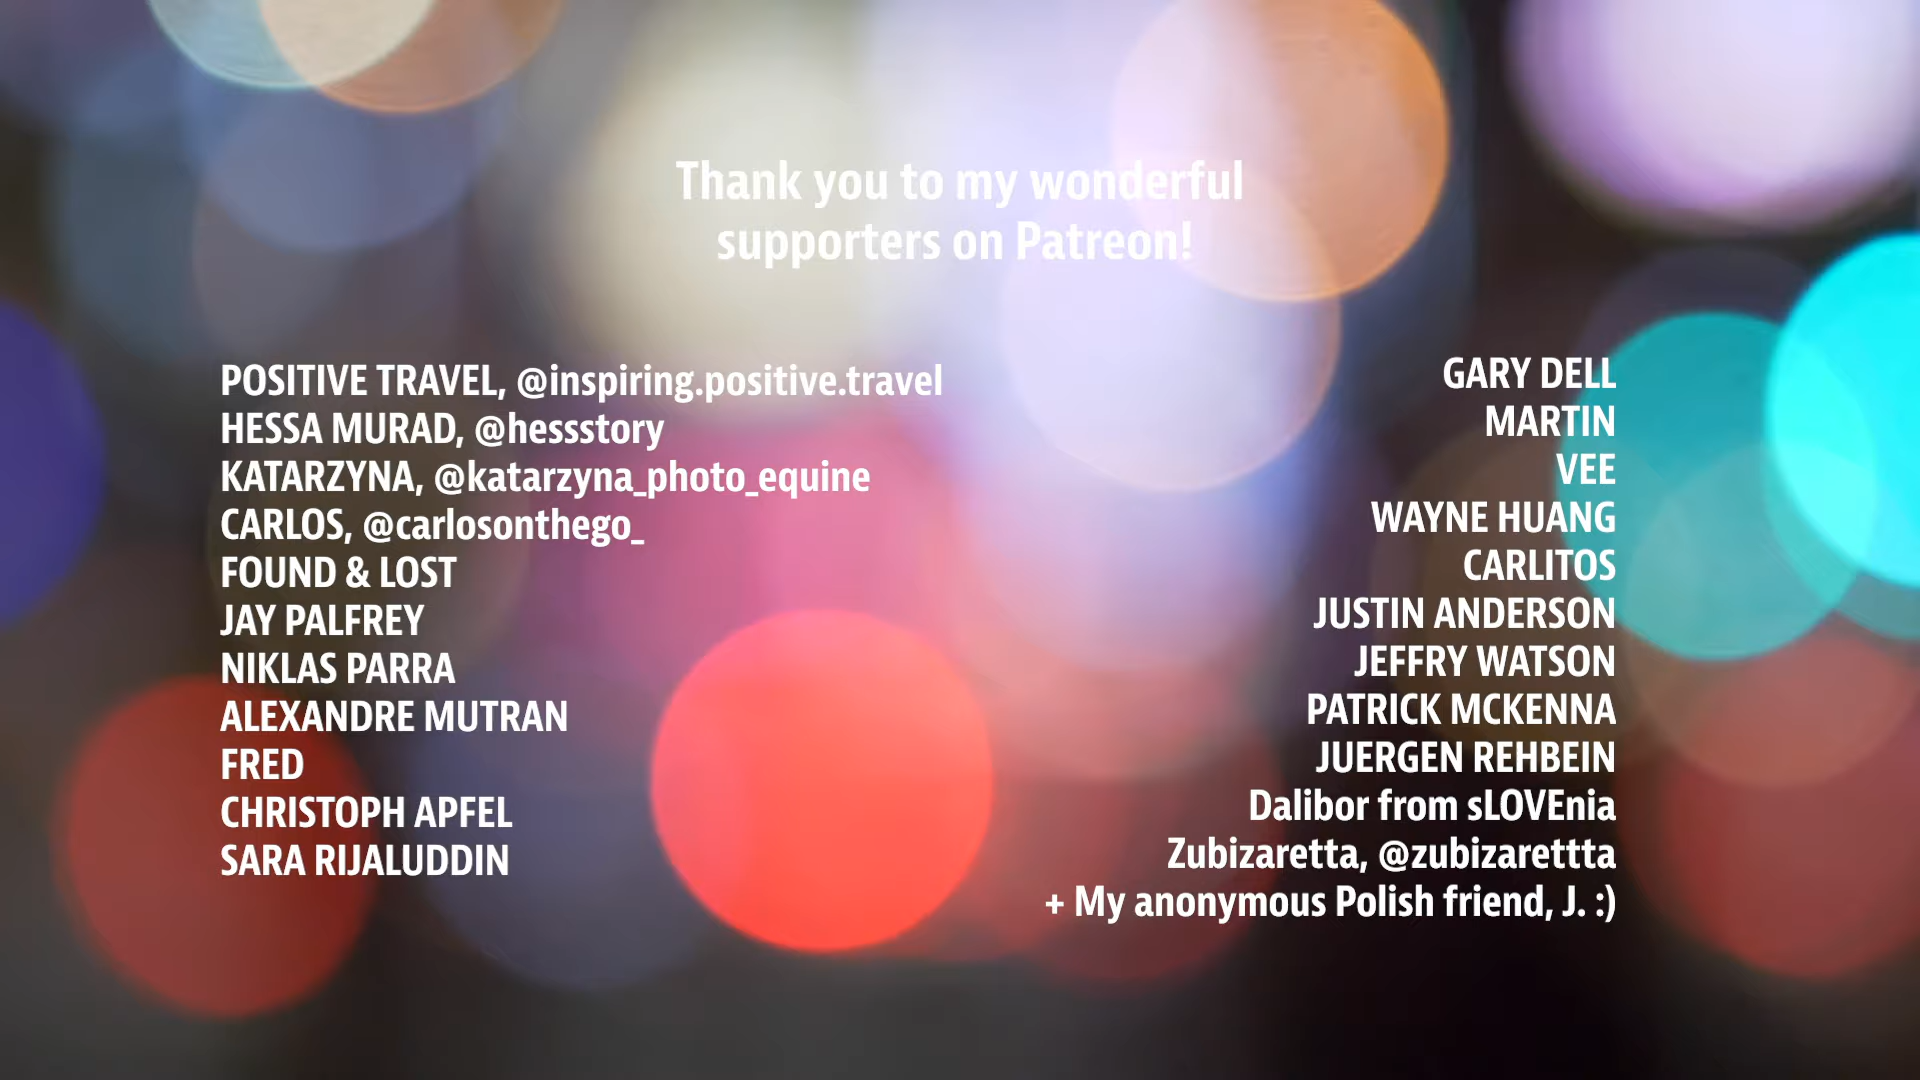 Thank you to my wonderful
supporters on Patreon!
POSITIVE TRAVEL, @inspiring.positive.travel
HESSA MURAD, @hessstory
KATARZYNA, @katarzyna_photo_equine
CARLOS, @carlosonthego_
FOUND & LOST
JAY PALFREY
NIKLAS PARRA
ALEXANDRE MUTRAN
FRED
CHRISTOPH APFEL
SARA RIJALUDDIN
GARY DELL
MARTIN
VEE
WAYNE HUANG
CARLITOS
JUSTIN ANDERSON
JEFFRY WATSON
PATRICK MCKENNA
JUERGEN REHBEIN
Dalibor from sLOVEnia
Zubizaretta, @zubizarettta
+ My anonymous Polish friend, J. :)